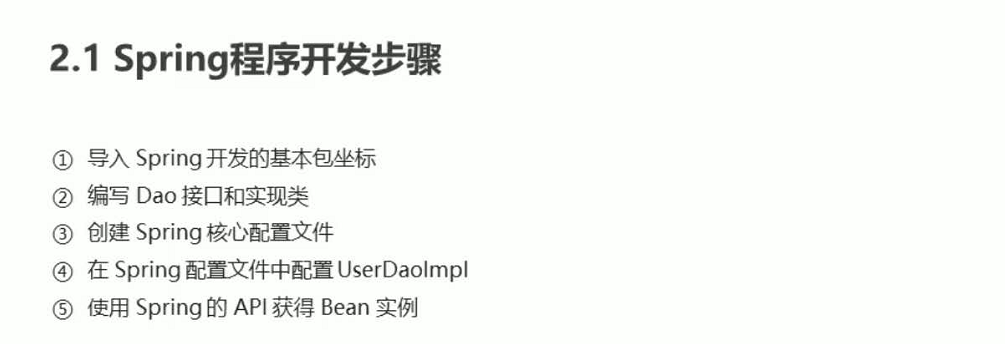 2.1 Spring程序开发步骤
① 导入 Spring 开发的基本包坐标
② 编写 Dao 接口和实现类
③ 创建 Spring 核心配置文件
④ 在 Spring 配置文件中配置 UserDaoImpl
⑤ 使用 Spring 的 API 获得 Bean 实例